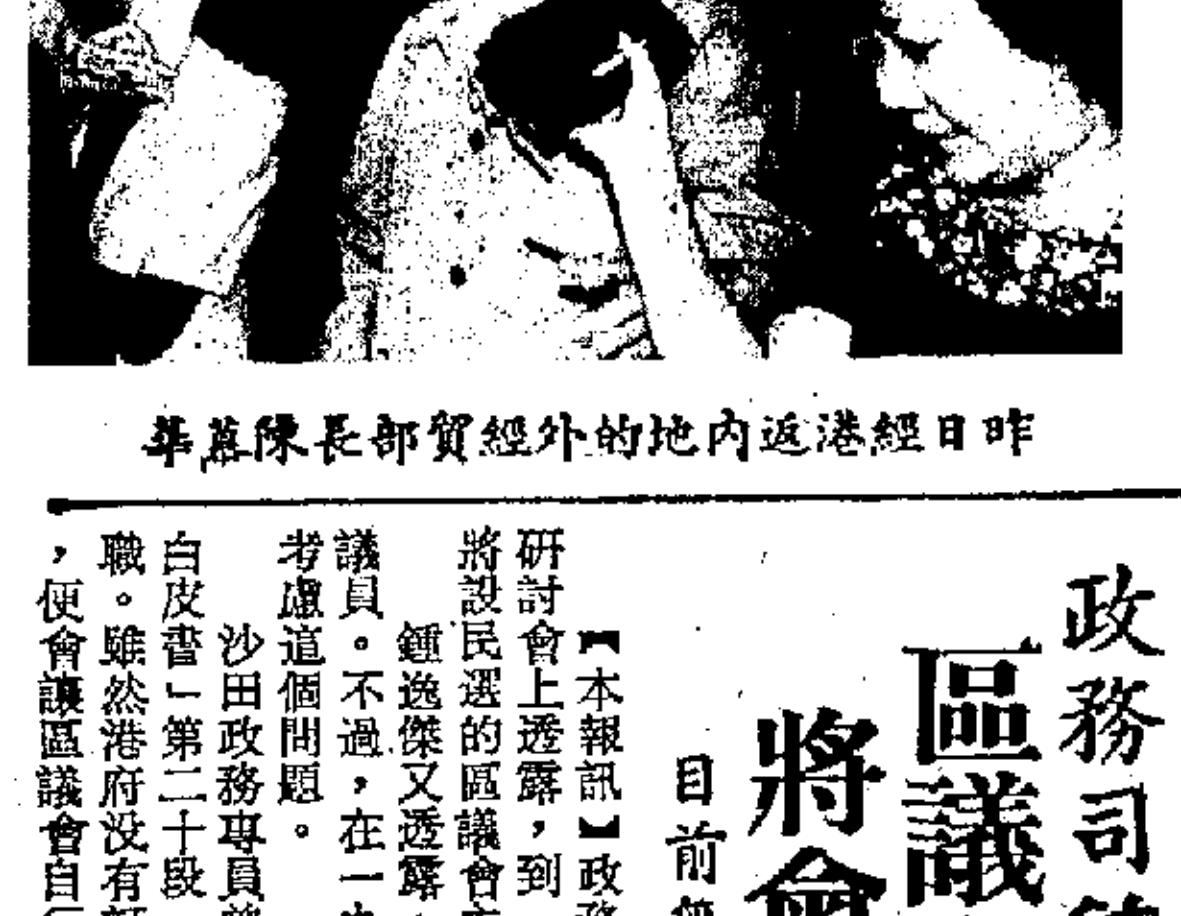 昨日經港返內地的外經貿部長陳慕華
政務司
區議
將會
目前
【本報訊】政務
研討會上透露，到
將設民選的區議會
鍾逸傑又透露
議員。不過，在一
考慮這個問題。
沙田政務專員
白皮書」第二十段
職。雖然港府没有
，便會讓區議會自